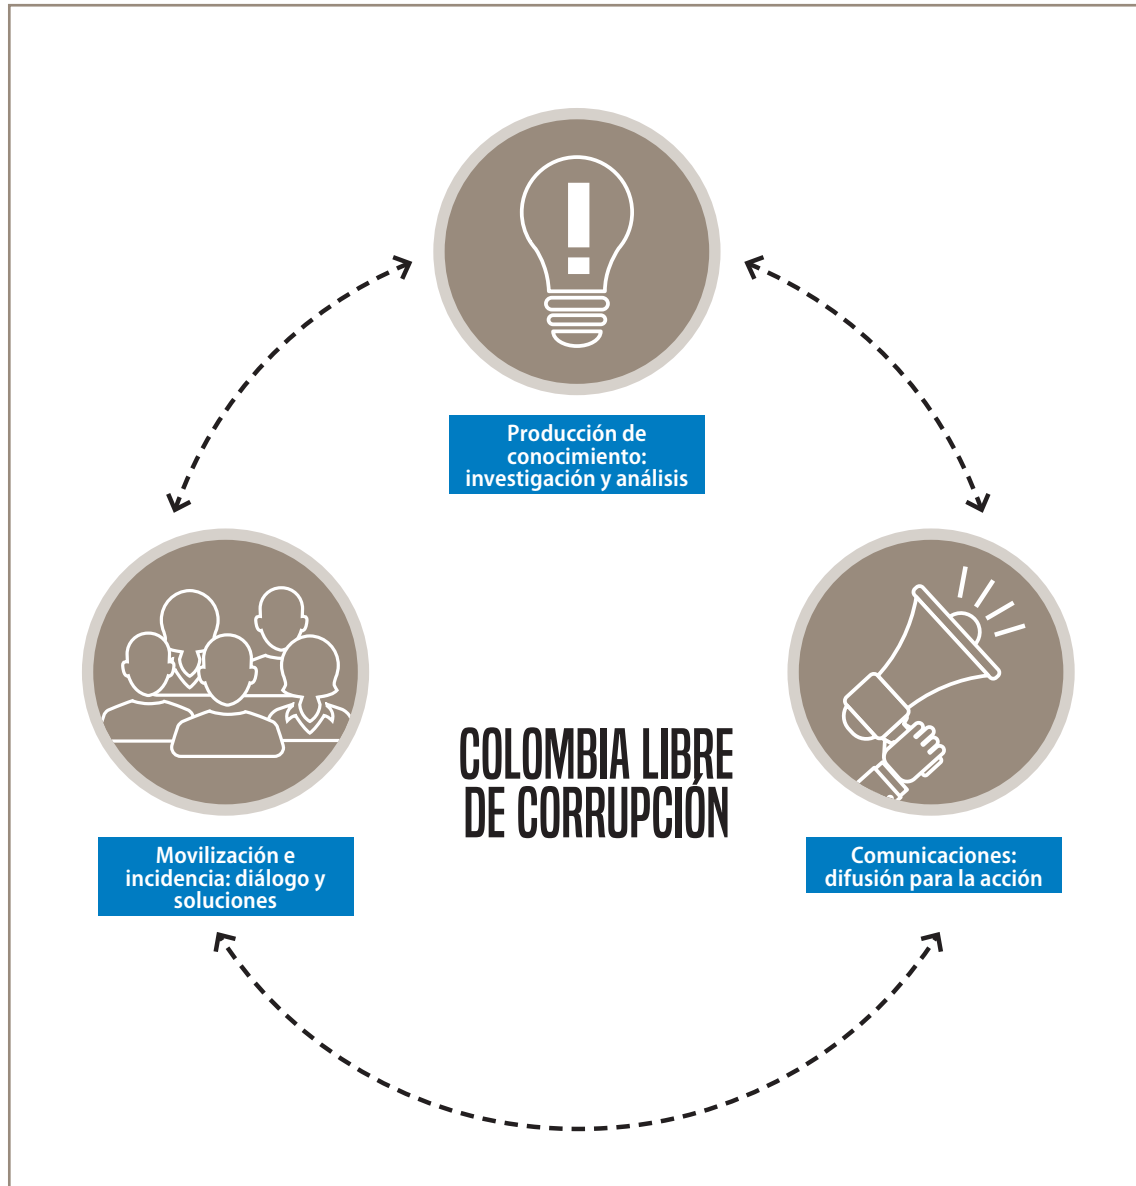 Producción de
conocimiento:
investigación y análisis
COLOMBIA LIBRE
DE CORRUPCIÓN
Movilización e
incidencia: diálogo y
soluciones
Comunicaciones:
difusión para la acción